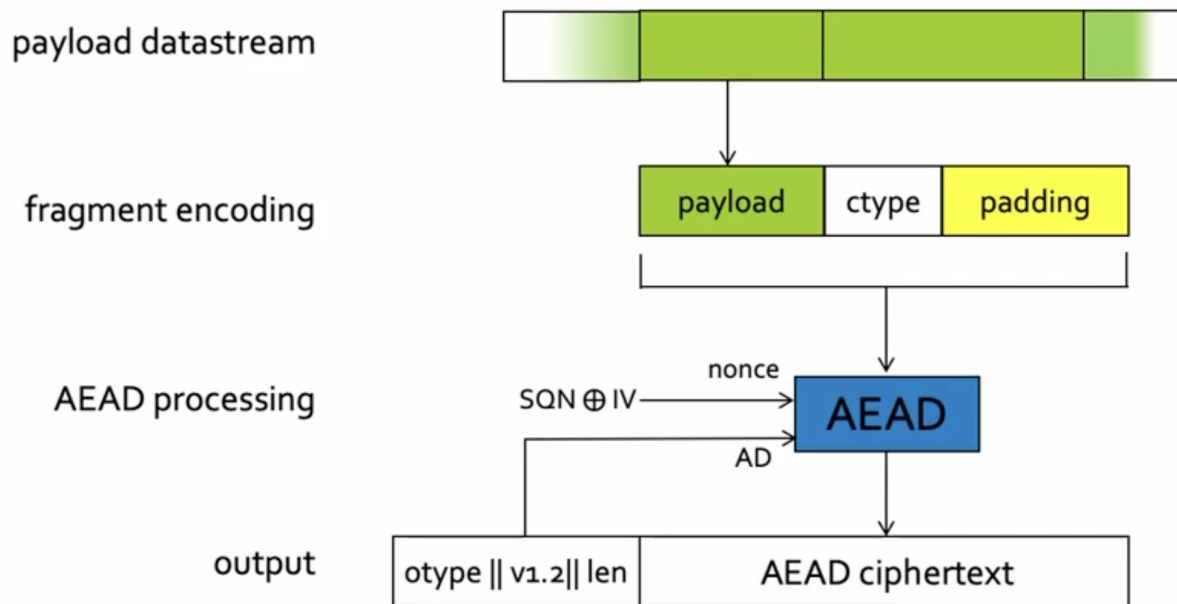 payload datastream
fragment encoding
payload ctype padding
AEAD processing
nonce
SQN ⊕ IV
AEAD
AD
output
otype || v1.2|| len
AEAD ciphertext